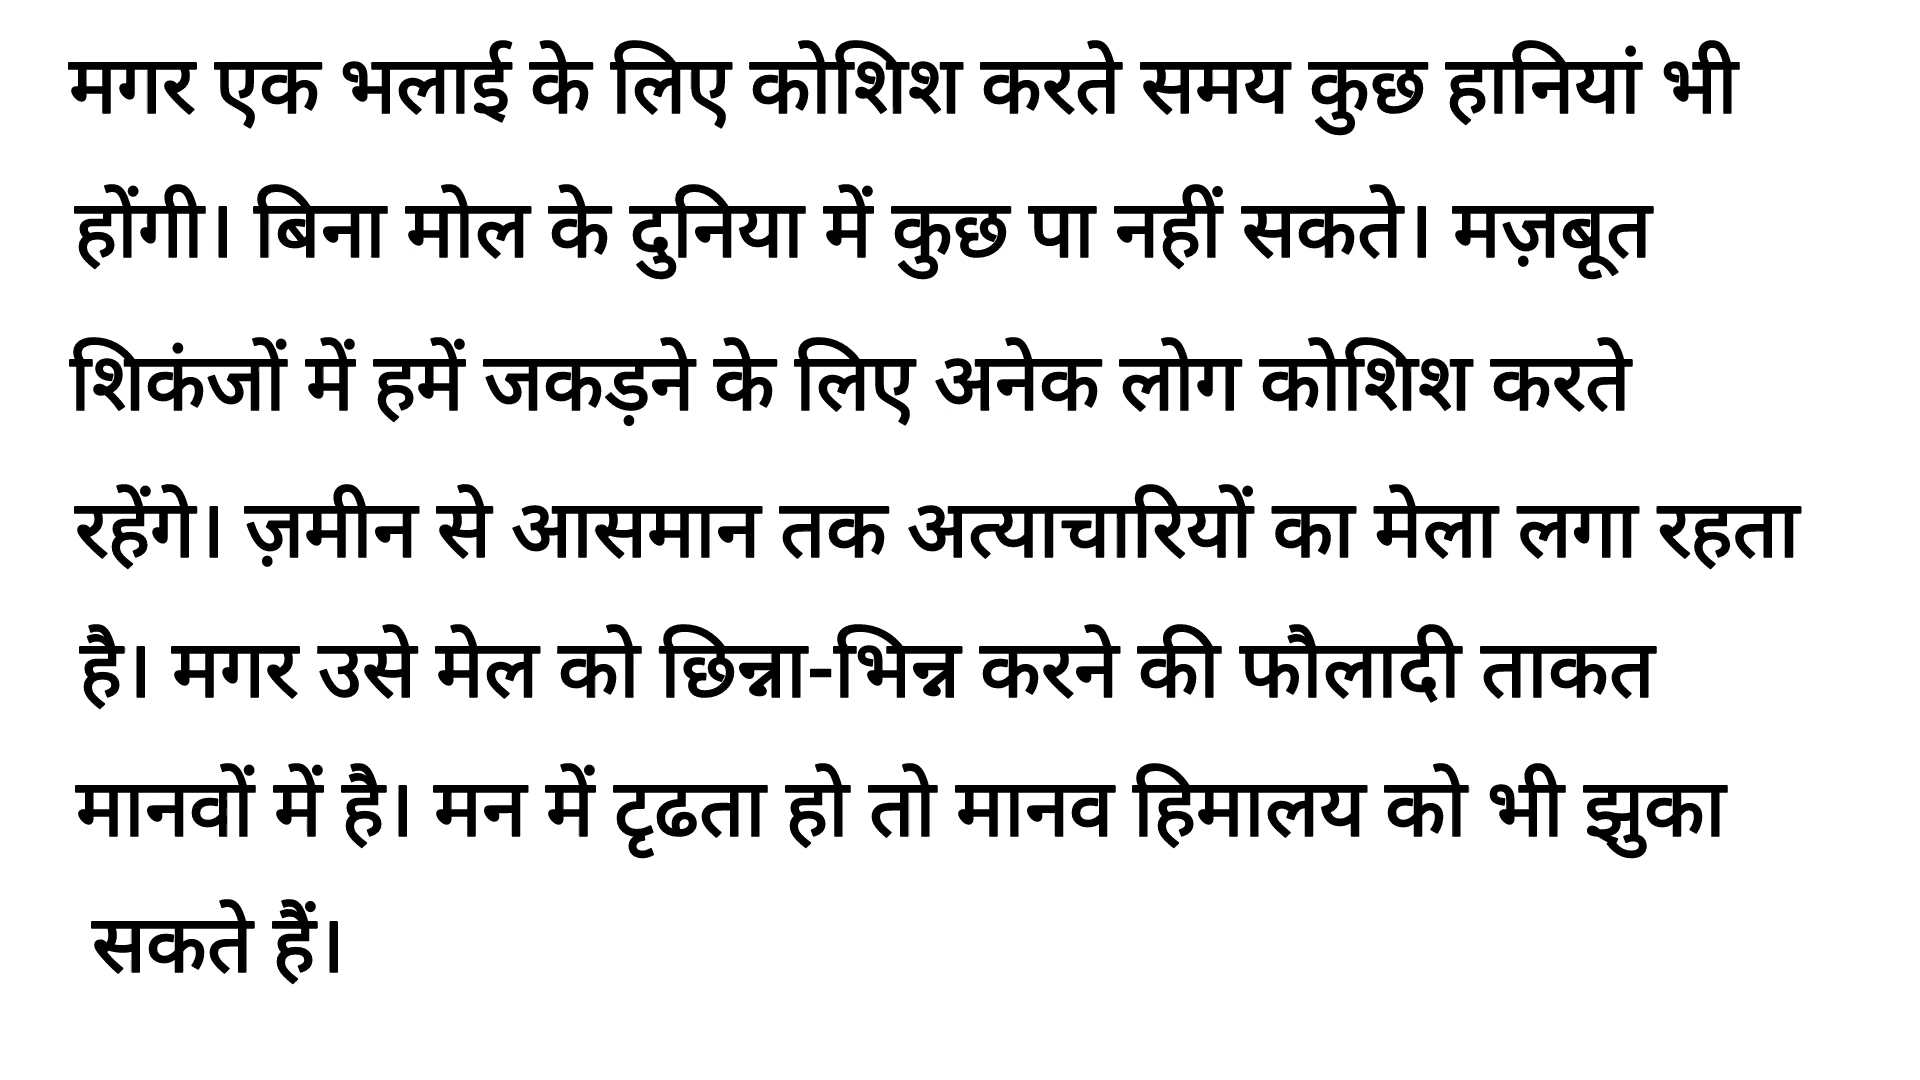 मगर एक भलाई के लिए कोशिश करते समय कुछ हानियां भी
होंगी। बिना मोल के दुनिया में कुछ पा नहीं सकते। मज़बूत
शिकंजों में हमें जकड़ने के लिए अनेक लोग कोशिश करते
रहेंगे। ज़मीन से आसमान तक अत्याचारियों का मेला लगा रहता
है। मगर उसे मेल को छिन्ना-भिन्न करने की फौलादी ताकत
मानवों में है। मन में टृढता हो तो मानव हिमालय को भी झुका
सकते हैं।